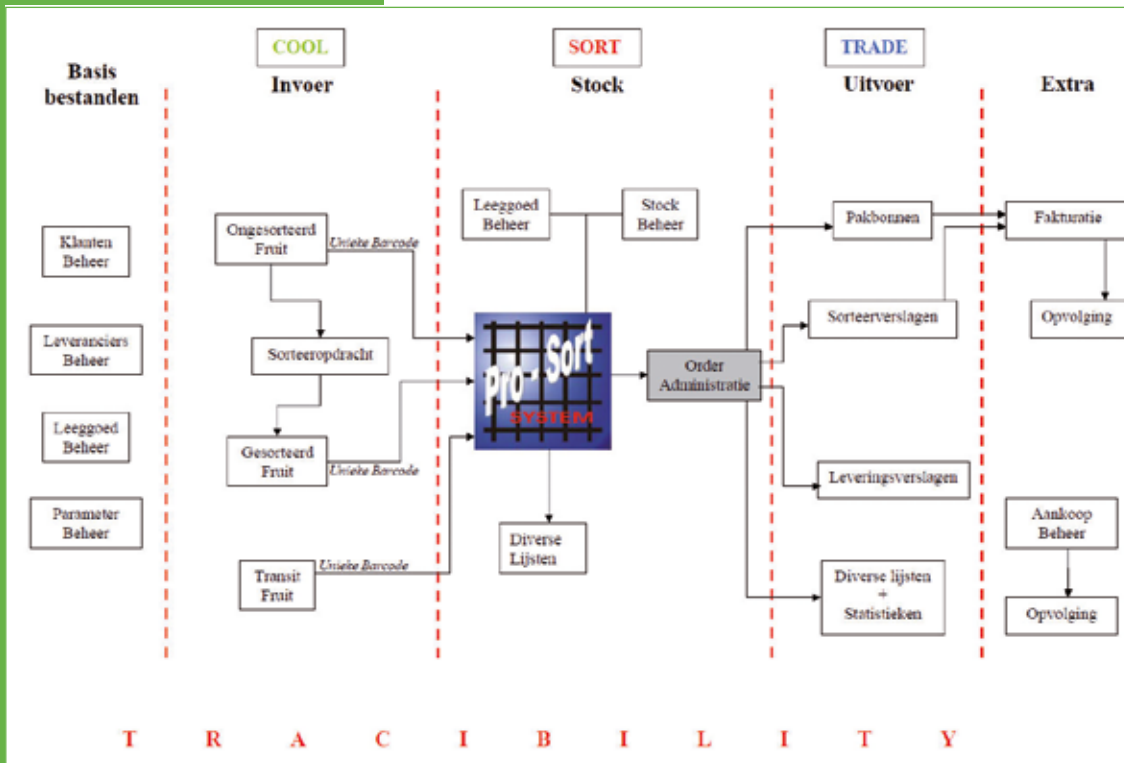 COOL
SORT
TRADE
Basis
bestanden
Invoer
Stock
Uitvoer
Extra
Klanten
Beheer
Leveranciers
Beheer
Leeggoed
Beheer
Parameter
Beheer
Ongesorteerd
Fruit
Unieke Barcode
Sorteeropdracht
Gesorteerd
Fruit
Unieke Barcode
Transit
Fruit
Unieke Barcode
Leeggoed
Beheer
Stock
Beheer
Pro - Sort
SYSTEM
Diverse
Lijsten
Order
Administratie
Pakbonnen
Sorteerverslagen
Leveringsverslagen
Diverse lijsten
+
Statistieken
Fakturatie
Opvolging
Aankoop
Beheer
Opvolging
T R A C I B I L I T Y